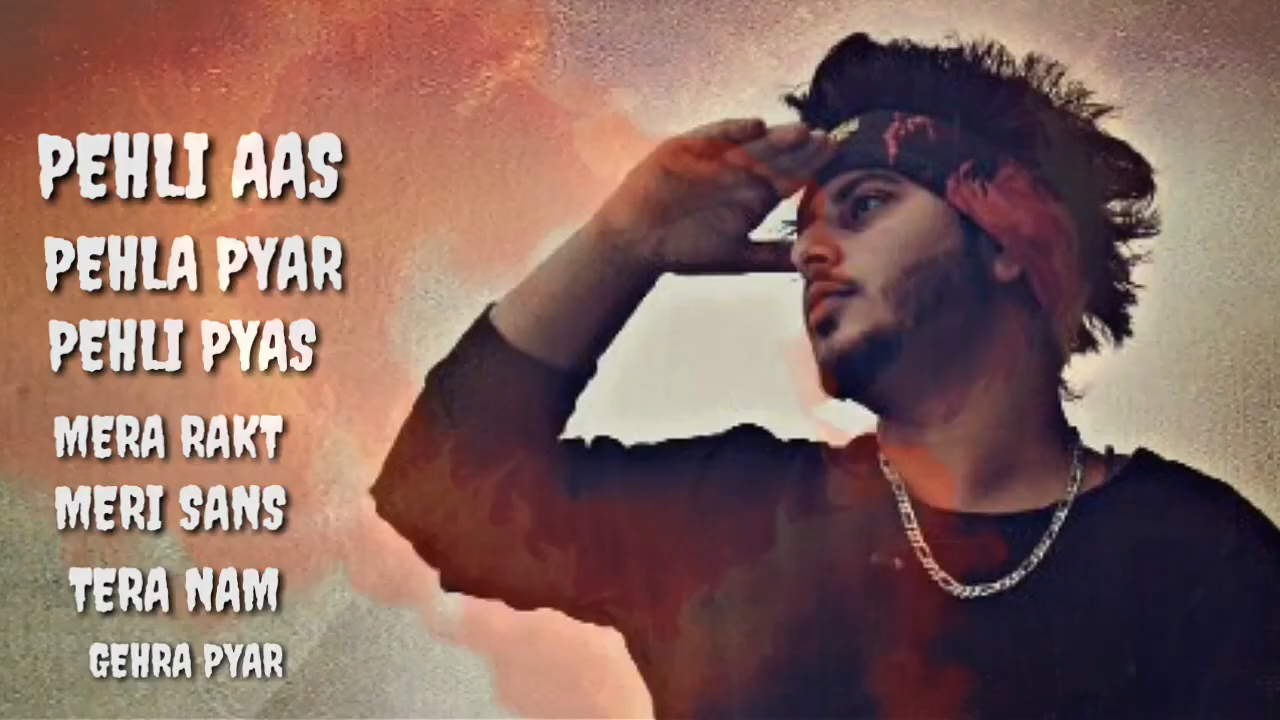 PEHLI AAS
PEHLA PYAR
PEHLI PYAS
MERA RAKT
MERI SANS
TERA NAM
GEHRA PYAR